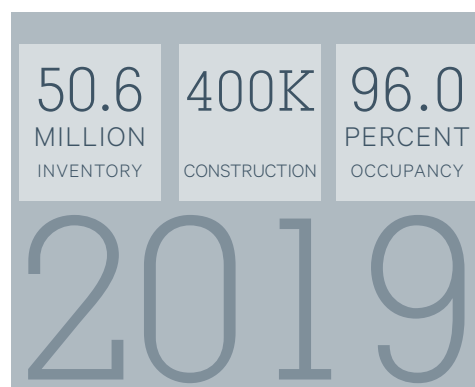 50.6 400K 96.0
MILLION PERCENT
INVENTORY CONSTRUCTION OCCUPANCY
2019